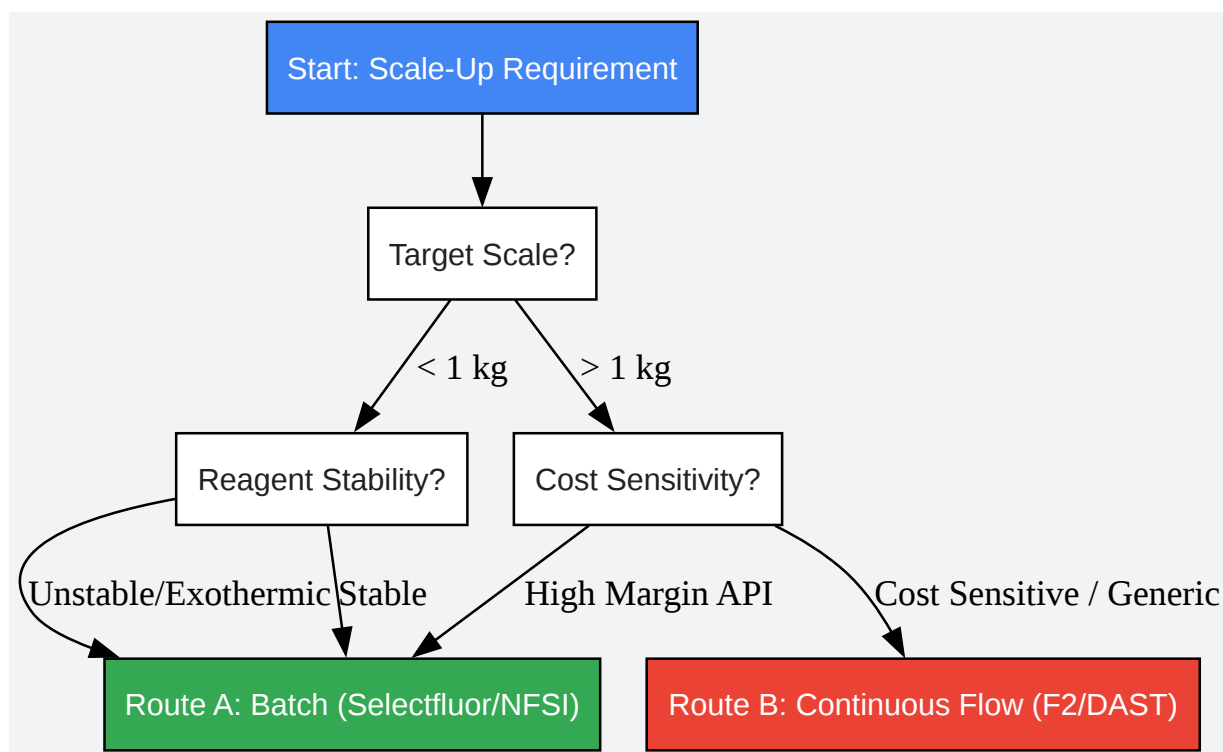 Start: Scale-Up Requirement
Target Scale?
< 1 kg
> 1 kg
Reagent Stability?
Cost Sensitivity?
Unstable/Exothermic
Stable
High Margin API
Cost Sensitive / Generic
Route A: Batch (Selectfluor/NFSI)
Route B: Continuous Flow (F2/DAST)